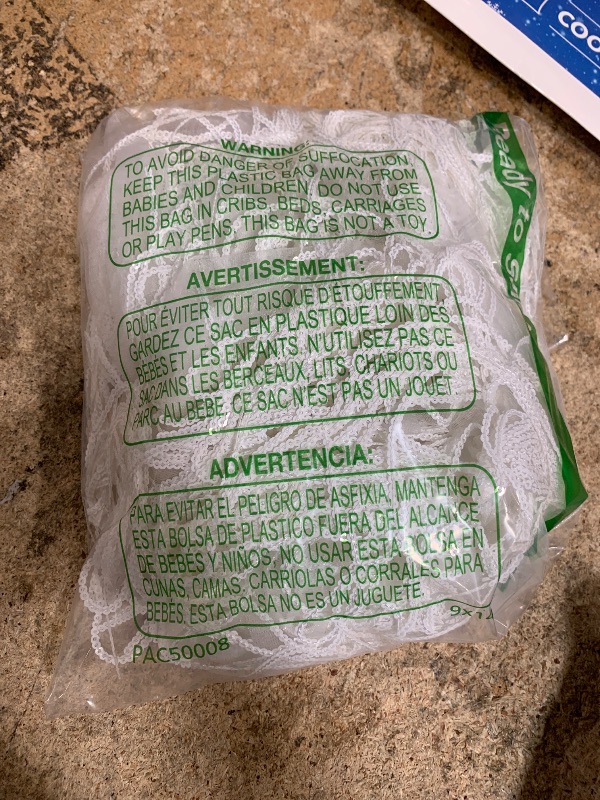 COO
Ready to S
WARNING:
TO AVOID DANGER OF SUFFOCATION,
KEEP THIS PLASTIC BAG AWAY FROM
BABIES AND CHILDREN. DO NOT USE
THIS BAG IN CRIBS, BEDS, CARRIAGES
OR PLAY PENS. THIS BAG IS NOT A TOY.
AVERTISSEMENT:
POUR ÉVITER TOUT RISQUE D'ÉTOUFFEMENT
GARDEZ CE SAC EN PLASTIQUE LOIN DES
BÉBÉS ET LES ENFANTS. N'UTILISEZ PAS CE
SAC DANS LES BERCEAUX, LITS, CHARIOTS OU
PARC AU BEBE. CE SAC N'EST PAS UN JOUET
ADVERTENCIA:
PARA EVITAR EL PELIGRO DE ASFIXIA, MANTENGA
ESTA BOLSA DE PLASTICO FUERA DEL ALCANCE
DE BEBÉS Y NIÑOS. NO USAR ESTA BOLSA EN
CUNAS, CAMAS, CARRIOLAS O CORRALES PARA
BEBÉS, ESTA BOLSA NO ES UN JUGUETE.
PAC50008